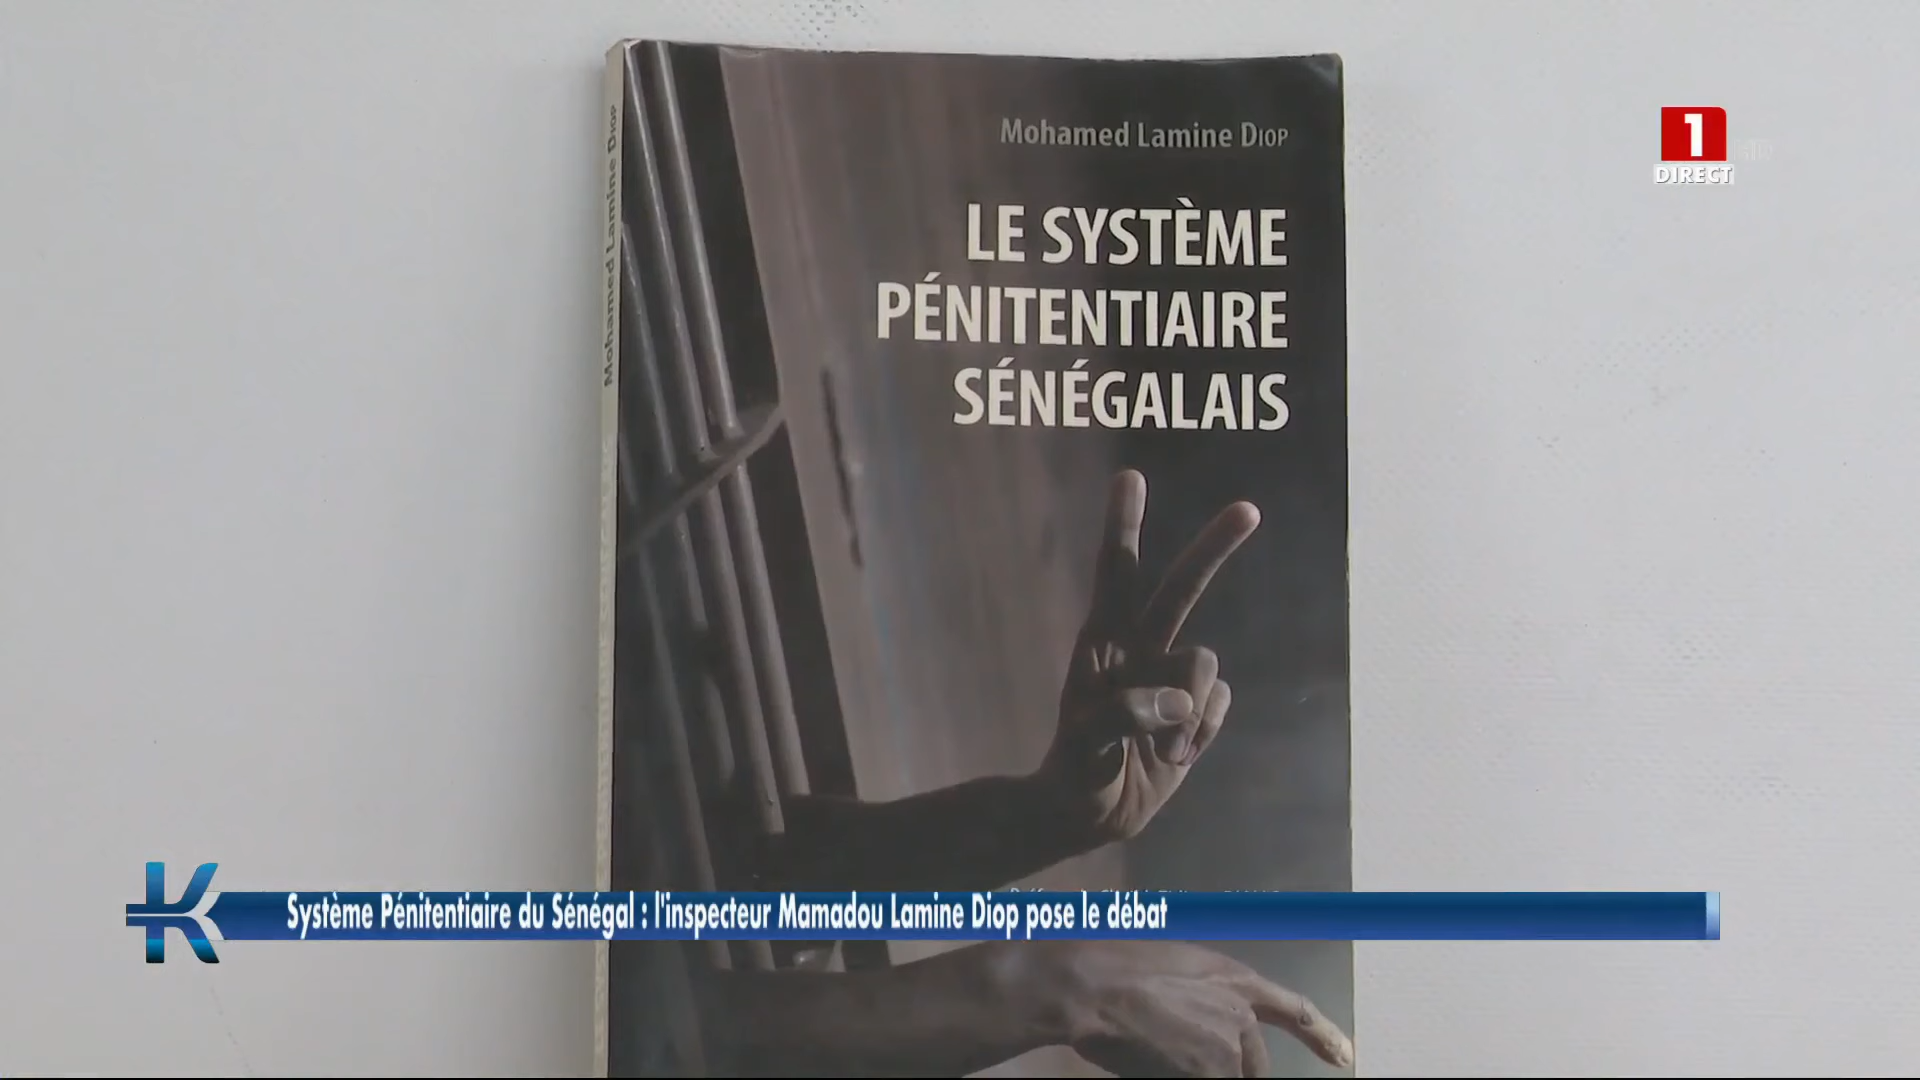 Mohamed Lamine DIOP
LE SYSTÈME
PÉNITENTIAIRE
SÉNÉGALAIS
Mohamed Lamine DIOP
1
DIRECT
K
Système Pénitentiaire du Sénégal : l'inspecteur Mamadou Lamine Diop pose le débat